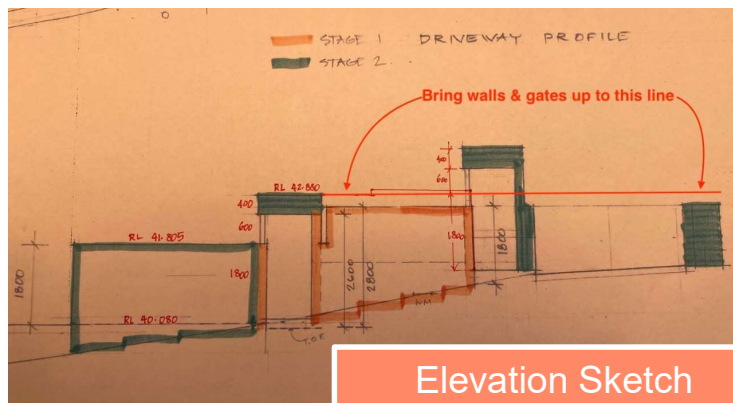 STAGE 1 DRIVEWAY PROFILE
STAGE 2.
Bring walls & gates up to this line
400
600
RL 42.880
400
600
RL 41.805
1800
1800
1800
1800
2600
2800
RL 40.080
NM
T.O.F.
Elevation Sketch